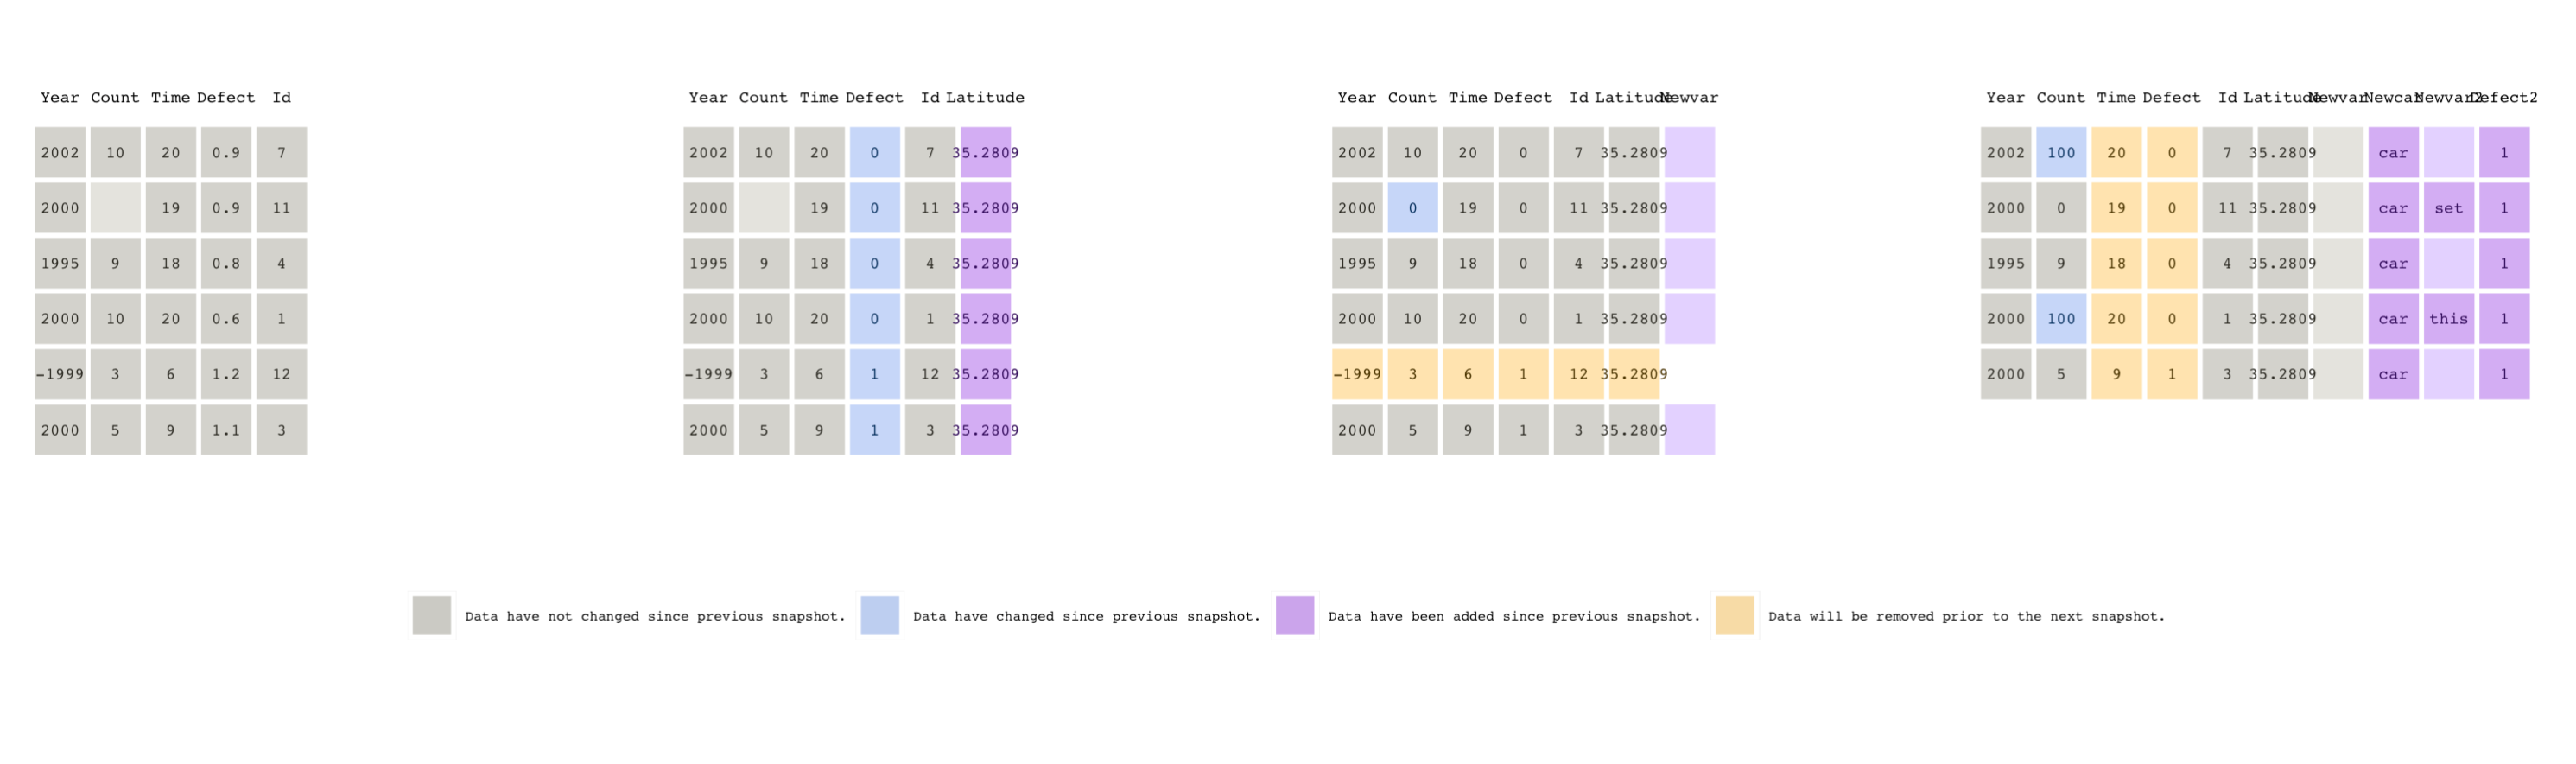 Year Count Time Defect Id
2002 10 20 0.9 7
2000 19 0.9 11
1995 9 18 0.8 4
2000 10 20 0.6 1
-1999 3 6 1.2 12
2000 5 9 1.1 3
Year Count Time Defect Id Latitude
2002 10 20 0 7 35.2809
2000 19 0 11 35.2809
1995 9 18 0 4 35.2809
2000 10 20 0 1 35.2809
-1999 3 6 1 12 35.2809
2000 5 9 1 3 35.2809
Year Count Time Defect Id Latitude Newvar
2002 10 20 0 7 35.2809
2000 0 19 0 11 35.2809
1995 9 18 0 4 35.2809
2000 10 20 0 1 35.2809
-1999 3 6 1 12 35.2809
2000 5 9 1 3 35.2809
Year Count Time Defect Id Latitude Newvar Newcar Newvar2 Defect2
2002 100 20 0 7 35.2809 car 1
2000 0 19 0 11 35.2809 car set 1
1995 9 18 0 4 35.2809 car 1
2000 100 20 0 1 35.2809 car this 1
2000 5 9 1 3 35.2809 car 1
Data have not changed since previous snapshot. Data have changed since previous snapshot. Data have been added since previous snapshot. Data will be removed prior to the next snapshot.